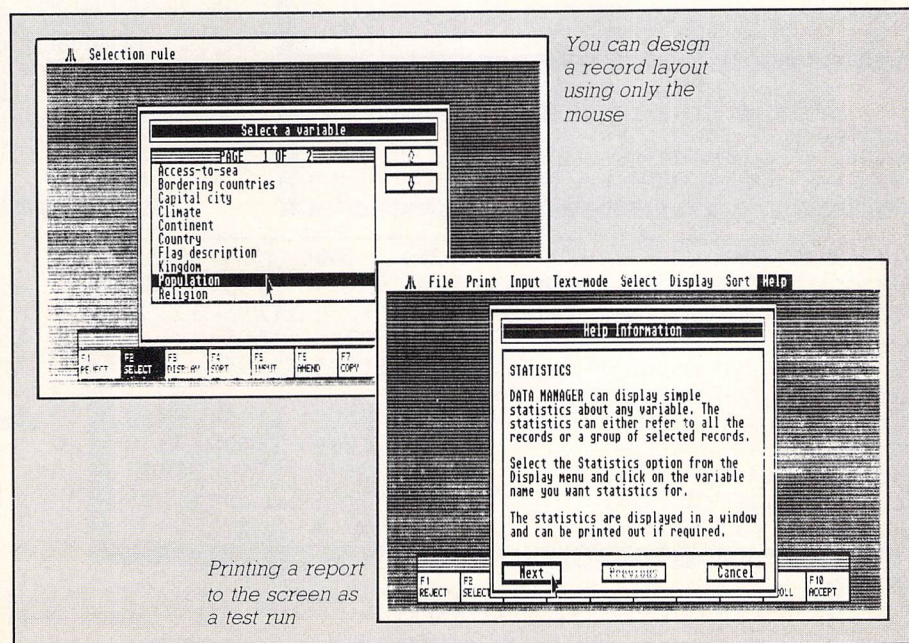 Selection rule
Select a variable
PAGE 1 OF 2
Access-to-sea
Bordering countries
Capital city
Climate
Continent
Country
Flag description
Kingdom
Population
Religion
F1 REJECT
F2 SELECT
F3 DISPLAY
F4 SORT
F5 INPUT
F6 AMEND
F7 COPY
You can design
a record layout
using only the
mouse
File Print Input Text-mode Select Display Sort Help
Help Information
STATISTICS
DATA MANAGER can display simple
statistics about any variable. The
statistics can either refer to all the
records or a group of selected records.
Select the Statistics option from the
Display menu and click on the variable
name you want statistics for.
The statistics are displayed in a window
and can be printed out if required.
Next Previous Cancel
F1 REJECT
F2 SELECT
F10 ACCEPT
Printing a report
to the screen as
a test run